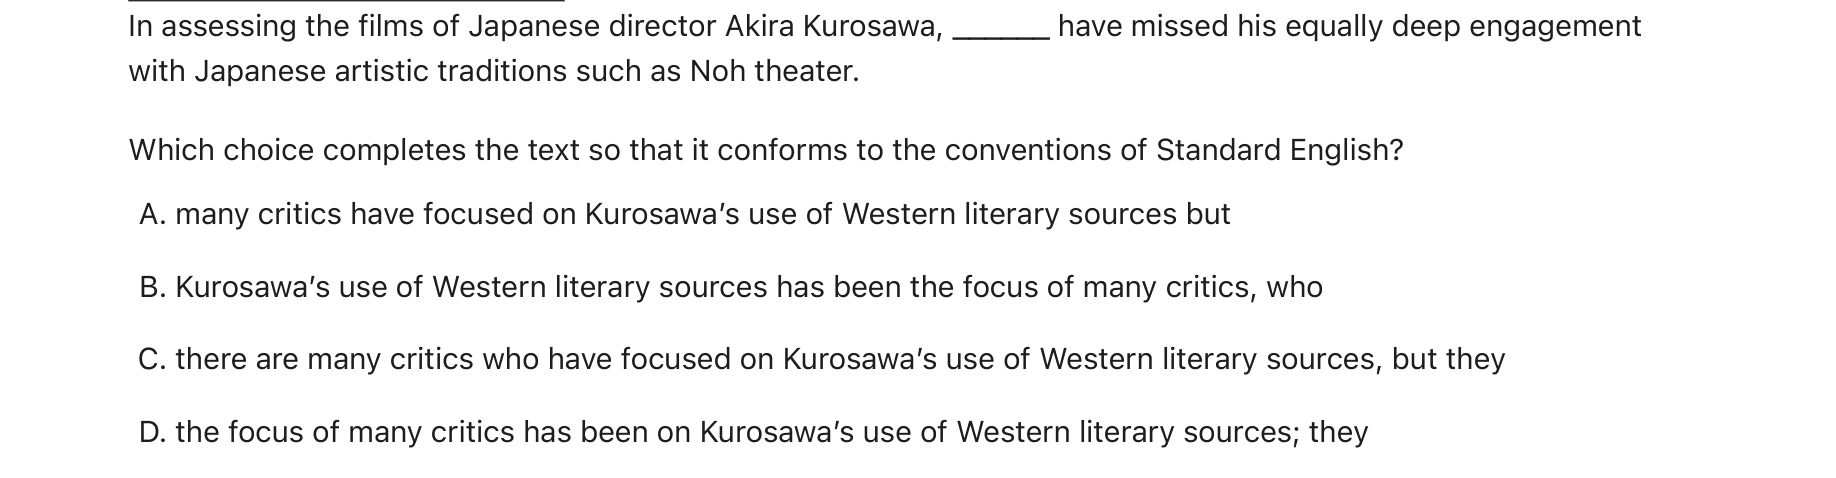 In assessing the films of Japanese director Akira Kurosawa, ______ have missed his equally deep engagement
with Japanese artistic traditions such as Noh theater.
Which choice completes the text so that it conforms to the conventions of Standard English?
A. many critics have focused on Kurosawa’s use of Western literary sources but
B. Kurosawa’s use of Western literary sources has been the focus of many critics, who
C. there are many critics who have focused on Kurosawa’s use of Western literary sources, but they
D. the focus of many critics has been on Kurosawa’s use of Western literary sources; they